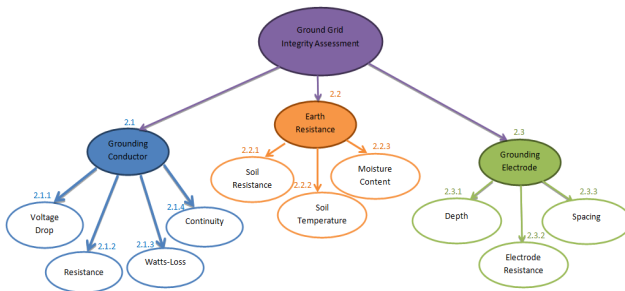 Ground Grid
Integrity Assessment
2.1
2.2
2.3
Grounding
Conductor
Earth
Resistance
Grounding
Electrode
2.1.1
2.1.2
2.1.3
2.1.4
Voltage
Drop
Resistance
Watts-Loss
Continuity
2.2.1
2.2.2
2.2.3
Soil
Resistance
Soil
Temperature
Moisture
Content
2.3.1
2.3.2
2.3.3
Depth
Electrode
Resistance
Spacing